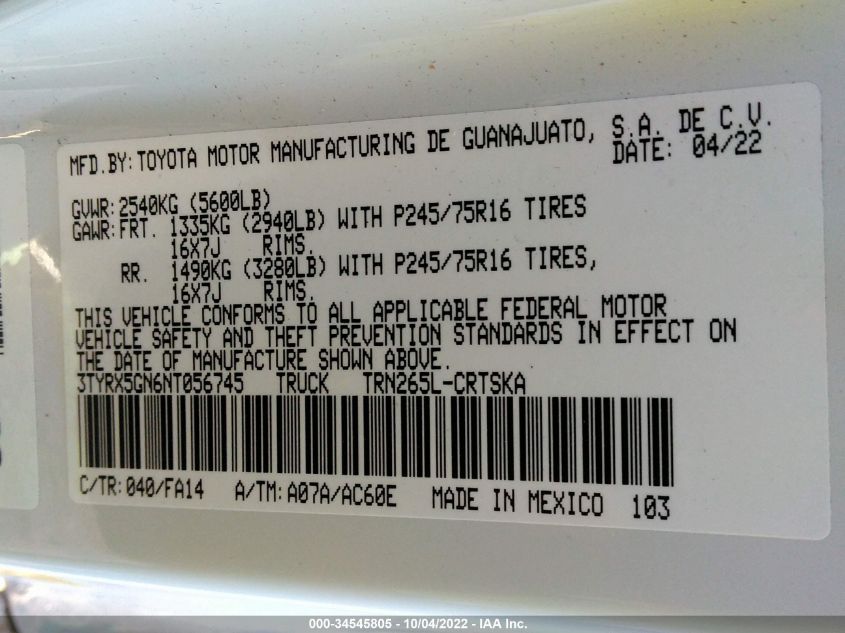 MFD.BY:TOYOTA MOTOR MANUFACTURING DE GUANAJUATO, S.A. DE C.V.
DATE: 04/22
GVWR:2540KG (5600LB)
GAWR:FRT. 1335KG (2940LB) WITH P245/75R16 TIRES
16X7J RIMS.
RR. 1490KG (3280LB) WITH P245/75R16 TIRES,
16X7J RIMS.
THIS VEHICLE CONFORMS TO ALL APPLICABLE FEDERAL MOTOR
VEHICLE SAFETY AND THEFT PREVENTION STANDARDS IN EFFECT ON
THE DATE OF MANUFACTURE SHOWN ABOVE.
3TYRX5GN6NT056745 TRUCK TRN265L-CRTSKA
C/TR:040/FA14 A/TM:A07A/AC60E MADE IN MEXICO 103
000-34545805 - 10/04/2022 - IAA Inc.